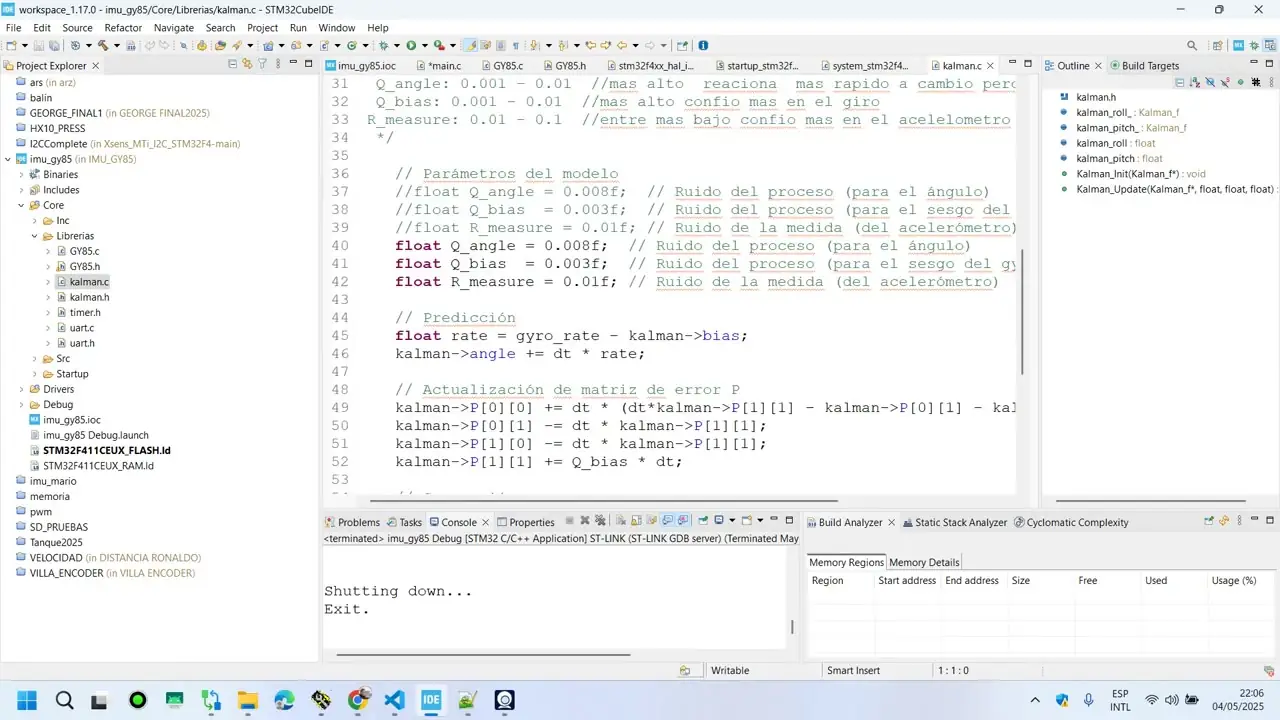 workspace_1.17.0 - imu_gy85/Core/Librerias/kalman.c - STM32CubeIDE
File Edit Source Refactor Navigate Search Project Run Window Help
Project Explorer
ars (in arz)
balin
GEORGE_FINAL1 (in GEORGE FINAL2025)
HX10_PRESS
I2CComplete (in Xsens_MTi_I2C_STM32F4-main)
imu_gy85 (in IMU_GY85)
Binaries
Includes
Core
Inc
Librerias
GY85.c
GY85.h
kalman.c
kalman.h
timer.h
uart.c
uart.h
Src
Startup
Drivers
Debug
imu_gy85.ioc
imu_gy85 Debug.launch
STM32F411CEUX_FLASH.ld
STM32F411CEUX_RAM.ld
imu_mario
memoria
pwm
SD_PRUEBAS
Tanque2025
VELOCIDAD (in DISTANCIA RONALDO)
VILLA_ENCODER (in VILLA ENCODER)
imu_gy85.ioc *main.c GY85.c GY85.h stm32f4xx_hal_i... startup_stm32f... system_stm32f4... kalman.c
31 Q_angle: 0.001 - 0.01 //mas alto reaciona mas rapido a cambio perc
32 Q_bias: 0.001 - 0.01 //mas alto confio mas en el giro
33 R_measure: 0.01 - 0.1 //entre mas bajo confio mas en el acelelometro
34 */
35
36 // Parámetros del modelo
37 //float Q_angle = 0.008f; // Ruido del proceso (para el ángulo)
38 //float Q_bias = 0.003f; // Ruido del proceso (para el sesgo del
39 //float R_measure = 0.01f; // Ruido de la medida (del acelerómetro)
40 float Q_angle = 0.008f; // Ruido del proceso (para el ángulo)
41 float Q_bias = 0.003f; // Ruido del proceso (para el sesgo del gy
42 float R_measure = 0.01f; // Ruido de la medida (del acelerómetro)
43
44 // Predicción
45 float rate = gyro_rate - kalman->bias;
46 kalman->angle += dt * rate;
47
48 // Actualización de matriz de error P
49 kalman->P[0][0] += dt * (dt*kalman->P[1][1] - kalman->P[0][1] - kal
50 kalman->P[0][1] -= dt * kalman->P[1][1];
51 kalman->P[1][0] -= dt * kalman->P[1][1];
52 kalman->P[1][1] += Q_bias * dt;
53
Outline Build Targets
kalman.h
kalman_roll_ : Kalman_f
kalman_pitch_ : Kalman_f
kalman_roll : float
kalman_pitch : float
Kalman_Init(Kalman_f*) : void
Kalman_Update(Kalman_f*, float, float, float) :
Problems Tasks Console Properties
<terminated> imu_gy85 Debug [STM32 C/C++ Application] ST-LINK (ST-LINK GDB server) (Terminated May
Shutting down...
Exit.
Build Analyzer Static Stack Analyzer Cyclomatic Complexity
Memory Regions Memory Details
Region Start address End address Size Free Used Usage (%)
Writable Smart Insert 1 : 1 : 0
IDE
ESP
INTL
22:06
04/05/2025